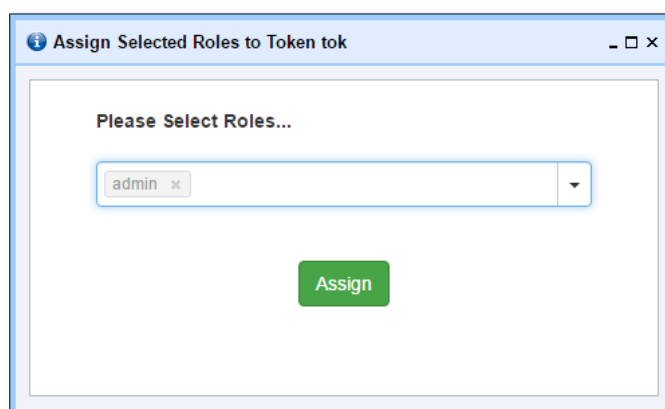 Assign Selected Roles to Token tok
Please Select Roles...
admin ×
Assign